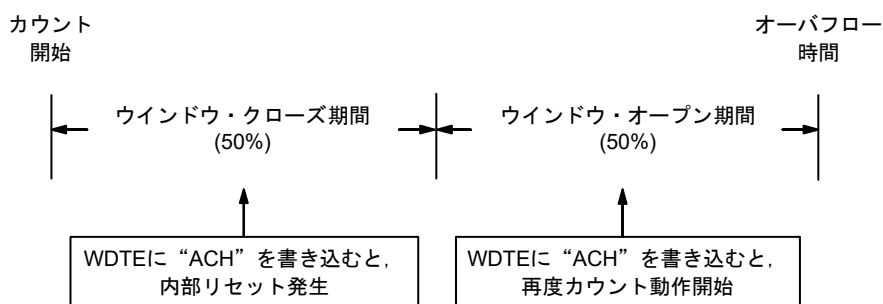 カウント
開始
オーバフロー
時間
ウインドウ・クローズ期間
(50%)
ウインドウ・オープン期間
(50%)
WDTEに“ACH”を書き込むと,
内部リセット発生
WDTEに“ACH”を書き込むと,
再度カウント動作開始